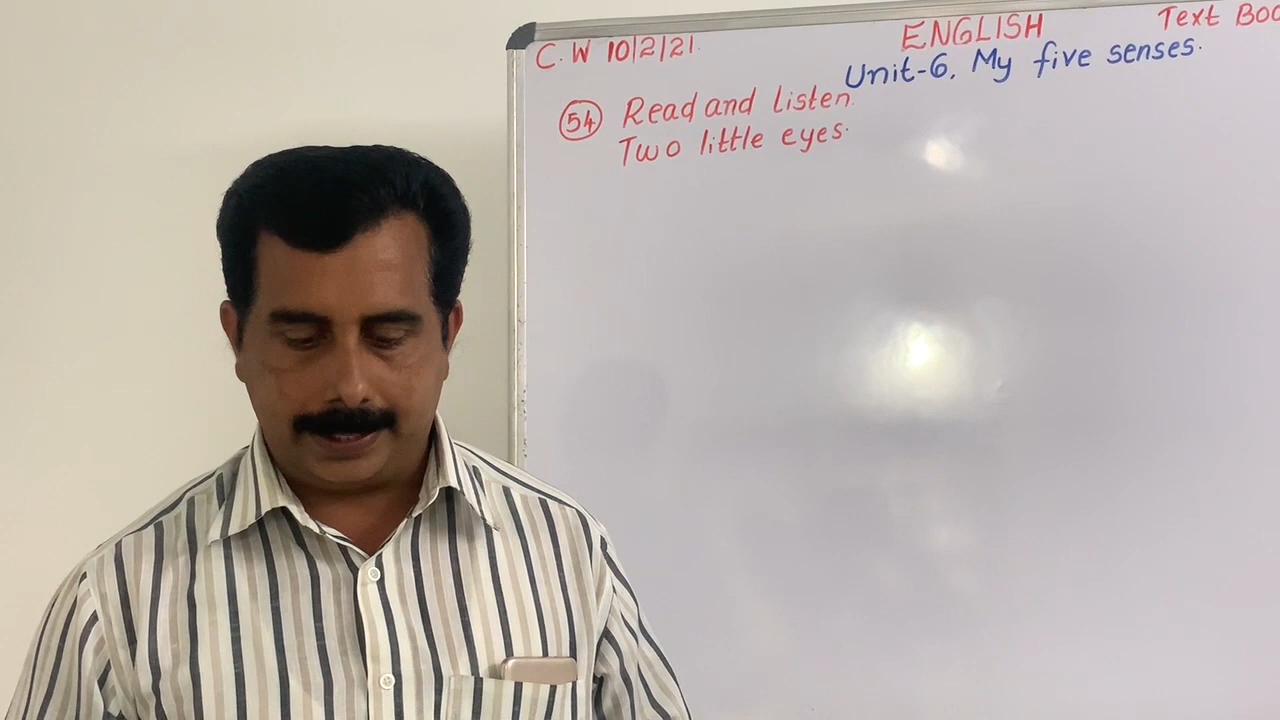 C.W 10/2/21.
ENGLISH
Text Boo
Unit-6, My five senses.
54 Read and listen.
Two little eyes.